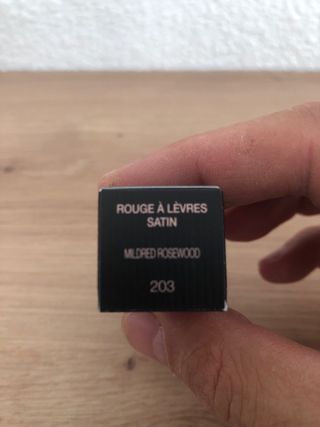 ROUGE À LÈVRES
SATIN
MILDRED ROSEWOOD
203